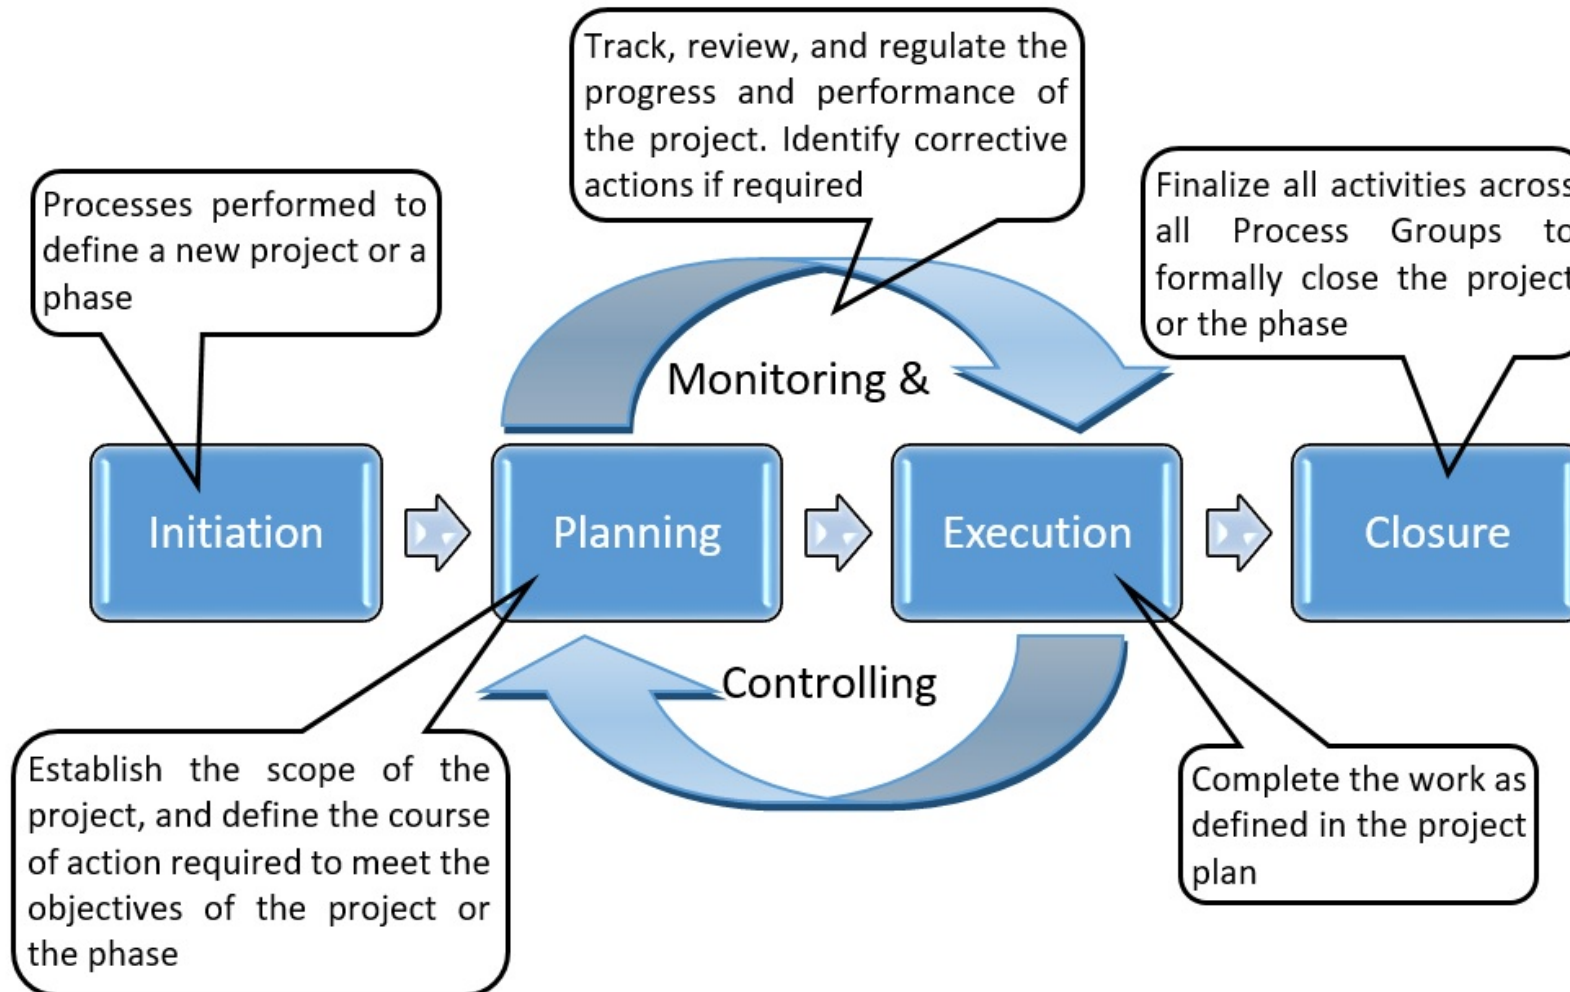 Track, review, and regulate the
progress and performance of
the project. Identify corrective
actions if required
Processes performed to
define a new project or a
phase
Finalize all activities across
all Process Groups to
formally close the project
or the phase
Monitoring &
Initiation
Planning
Execution
Closure
Controlling
Establish the scope of the
project, and define the course
of action required to meet the
objectives of the project or
the phase
Complete the work as
defined in the project
plan